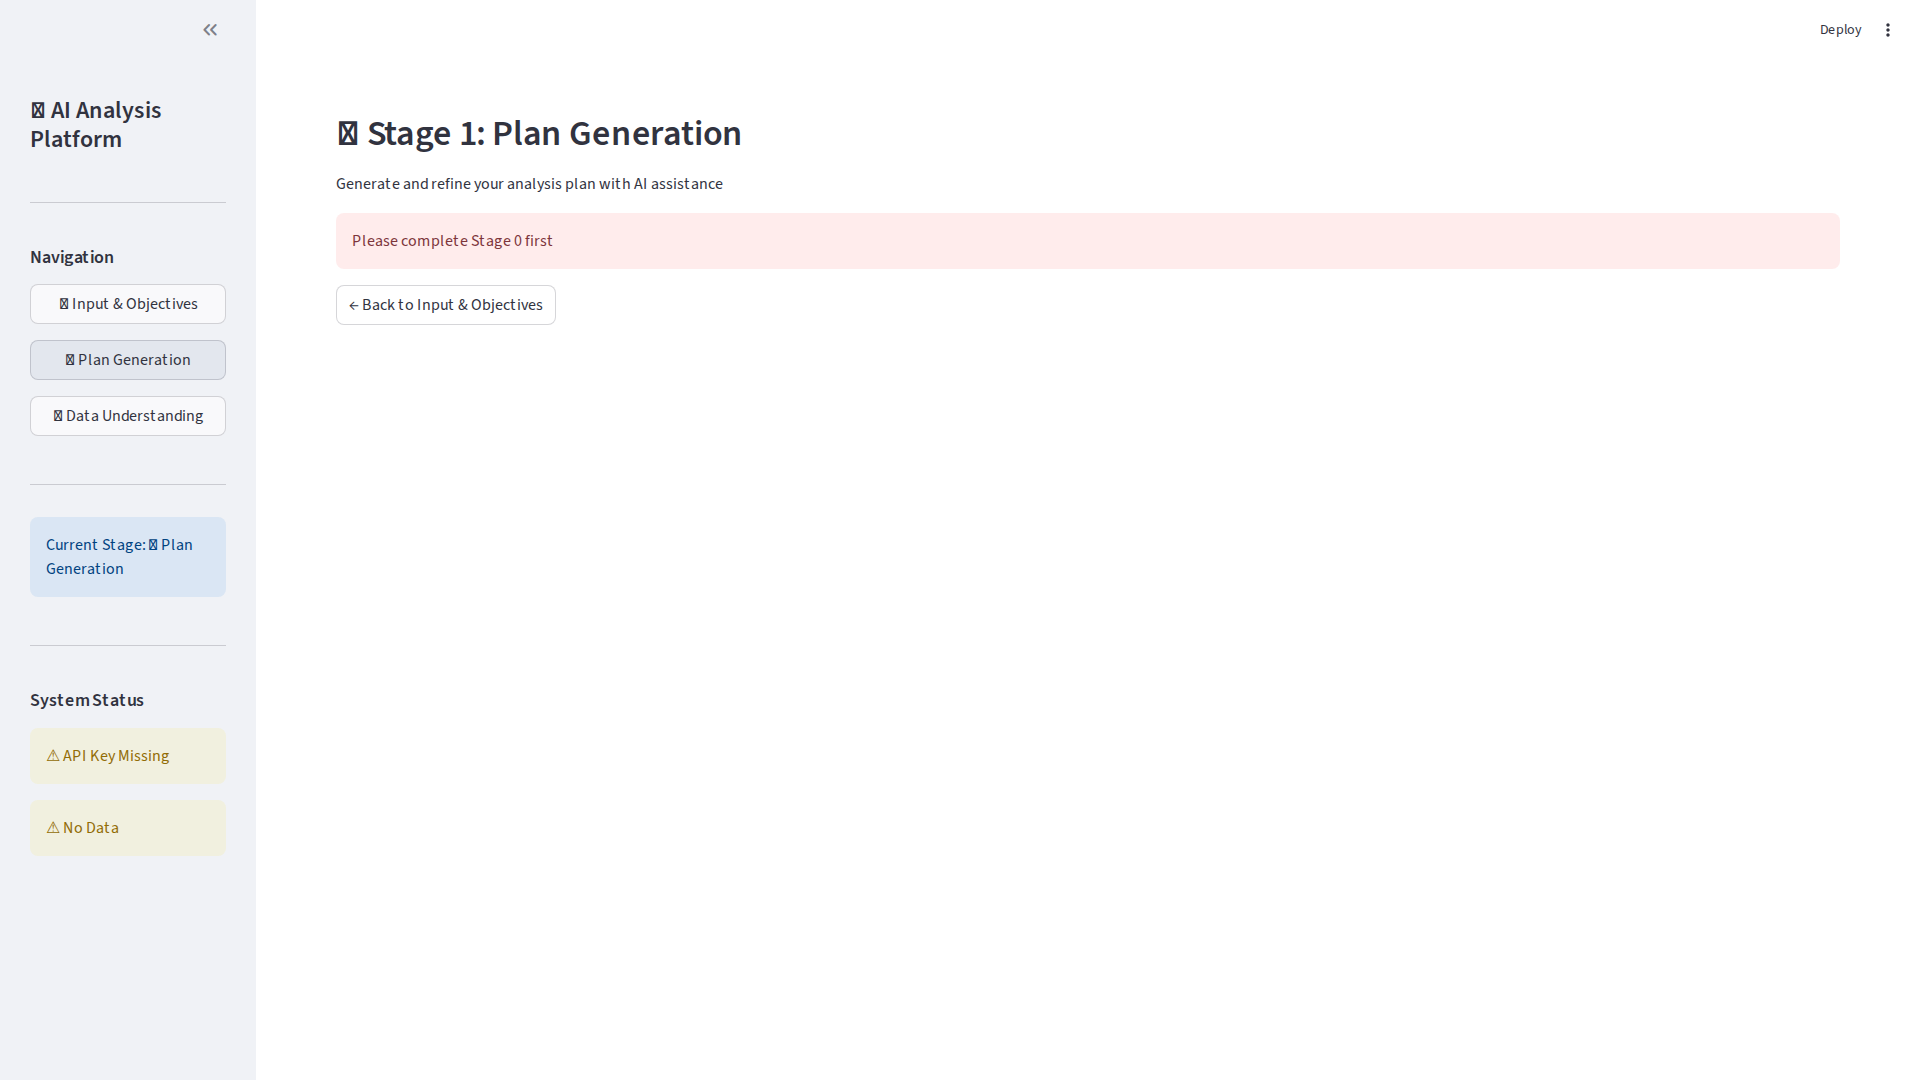 Deploy
AI Analysis
Platform
Navigation
Input & Objectives
Plan Generation
Data Understanding
Current Stage: Plan
Generation
System Status
⚠ API Key Missing
⚠ No Data
Stage 1: Plan Generation
Generate and refine your analysis plan with AI assistance
Please complete Stage 0 first
← Back to Input & Objectives